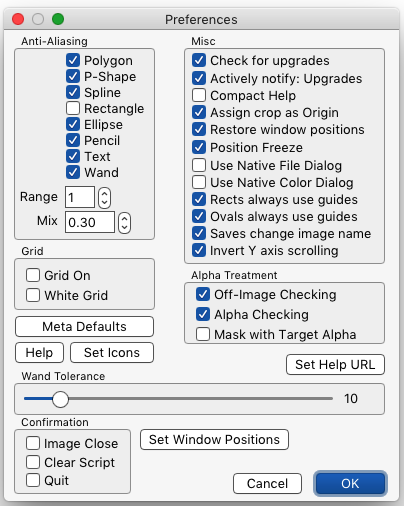 Preferences
Anti-Aliasing
Polygon
P-Shape
Spline
Rectangle
Ellipse
Pencil
Text
Wand
Range 1
Mix 0.30
Grid
Grid On
White Grid
Meta Defaults
Help Set Icons
Misc
Check for upgrades
Actively notify: Upgrades
Compact Help
Assign crop as Origin
Restore window positions
Position Freeze
Use Native File Dialog
Use Native Color Dialog
Rects always use guides
Ovals always use guides
Saves change image name
Invert Y axis scrolling
Alpha Treatment
Off-Image Checking
Alpha Checking
Mask with Target Alpha
Set Help URL
Wand Tolerance
10
Confirmation
Image Close
Clear Script
Quit
Set Window Positions
Cancel OK